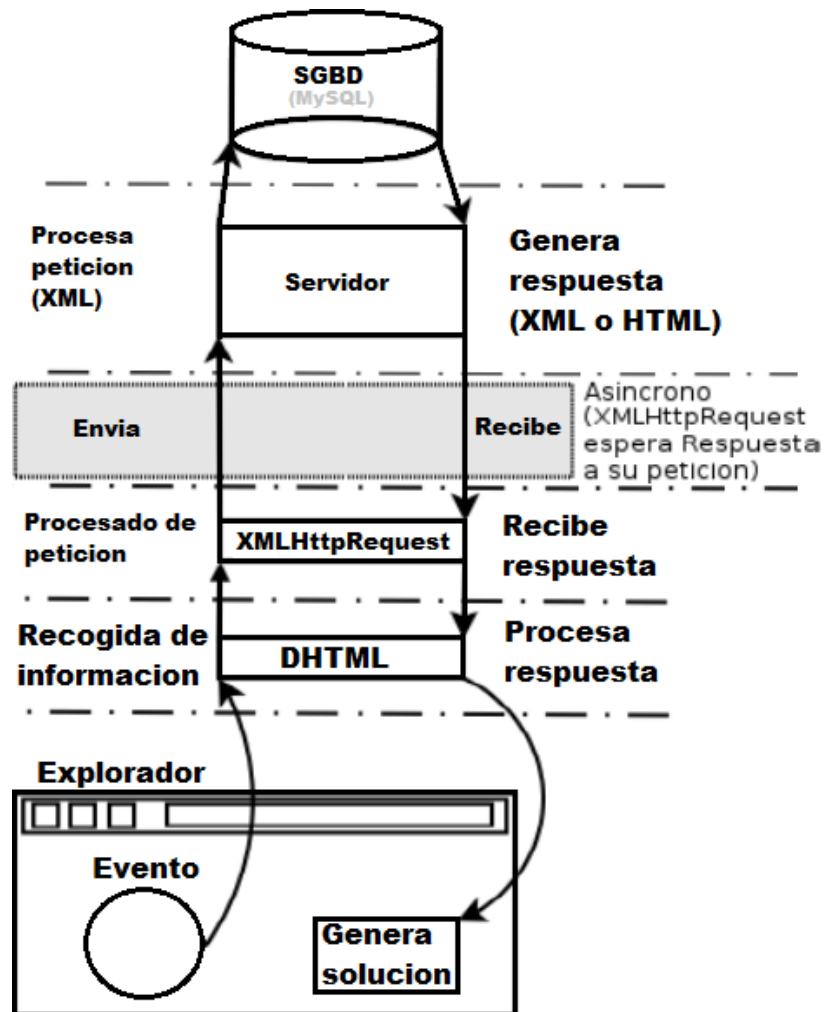 SGBD
(MySQL)
Procesa
peticion
(XML)
Servidor
Genera
respuesta
(XML o HTML)
Envia
Recibe
Asincrono
(XMLHttpRequest
espera Respuesta
a su peticion)
Procesado de
peticion
XMLHttpRequest
Recibe
respuesta
Recogida de
informacion
DHTML
Procesa
respuesta
Explorador
Evento
Genera
solucion